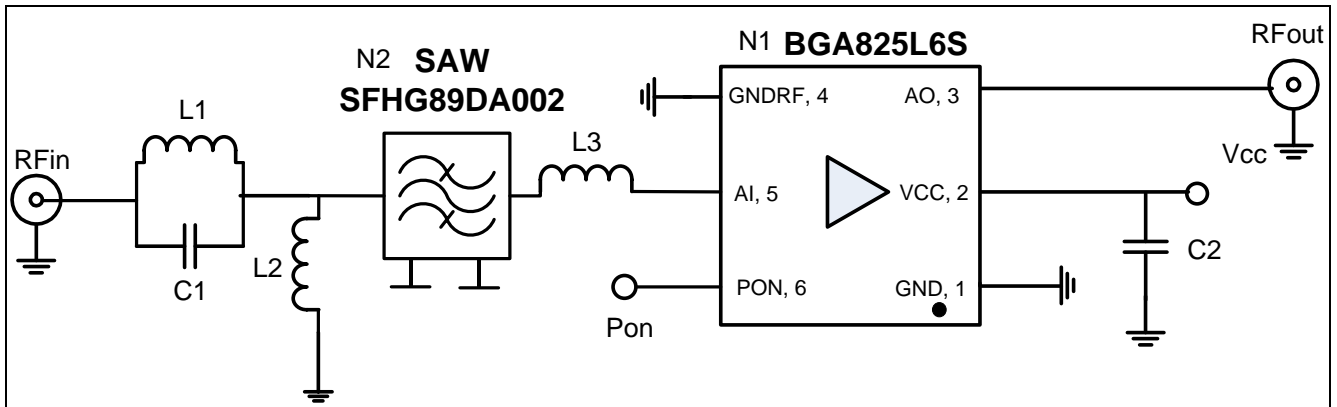 RFin
L1
C1
L2
N2 SAW
SFHG89DA002
L3
N1 BGA825L6S
GNDRF, 4
AO, 3
AI, 5
VCC, 2
PON, 6
GND, 1
Pon
RFout
Vcc
C2